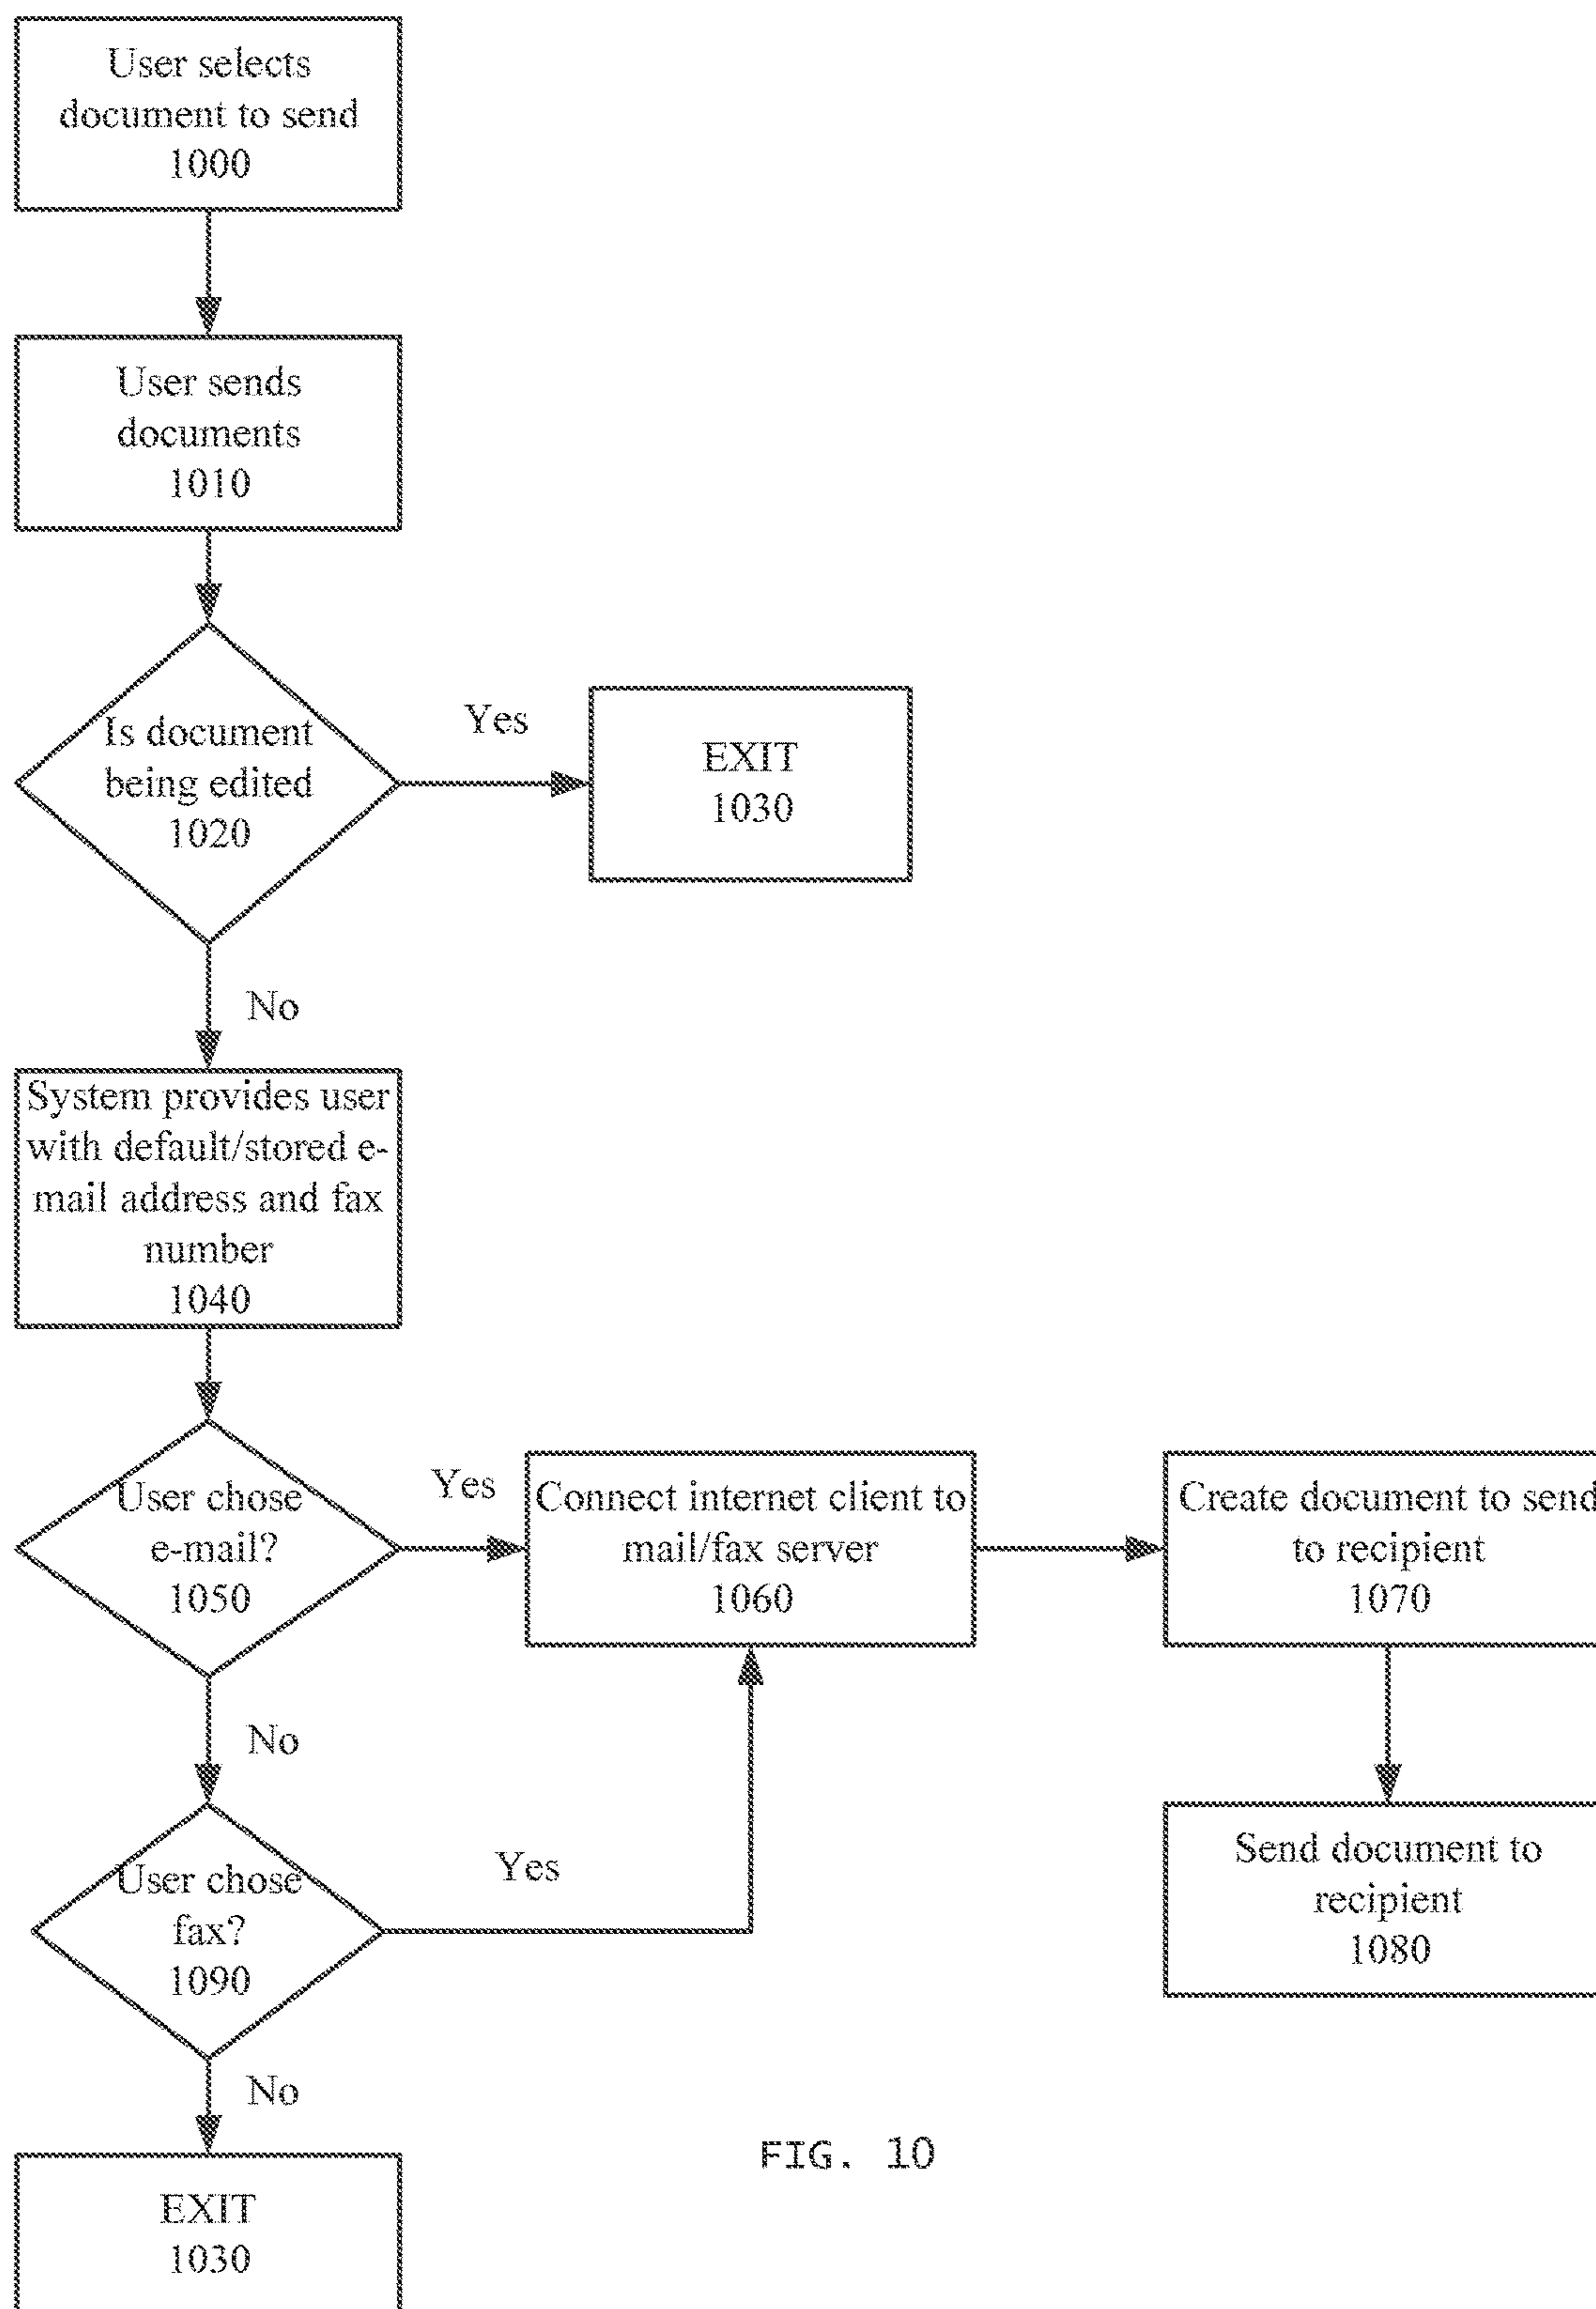 User selects
document to send
1000
User sends
documents
1010
Is document
being edited
1020
Yes
EXIT
1030
No
System provides user
with default/stored e-
mail address and fax
number
1040
User chose
e-mail?
1050
Yes
Connect internet client to
mail/fax server
1060
Create document to send
to recipient
1070
No
Send document to
recipient
1080
User chose
fax?
1090
Yes
No
EXIT
1030
FIG. 10